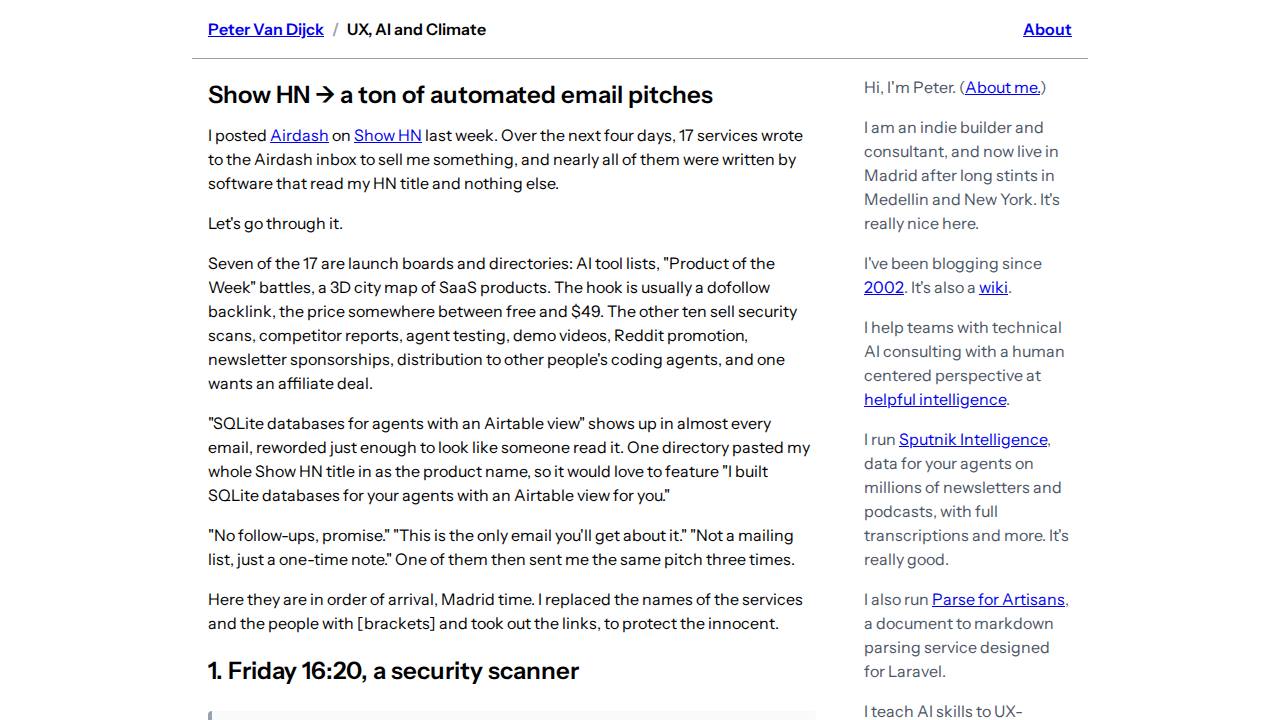 Peter Van Dijck / UX, AI and Climate
About
Show HN → a ton of automated email pitches
I posted Airdash on Show HN last week. Over the next four days, 17 services wrote
to the Airdash inbox to sell me something, and nearly all of them were written by
software that read my HN title and nothing else.
Let's go through it.
Seven of the 17 are launch boards and directories: AI tool lists, "Product of the
Week" battles, a 3D city map of SaaS products. The hook is usually a dofollow
backlink, the price somewhere between free and $49. The other ten sell security
scans, competitor reports, agent testing, demo videos, Reddit promotion,
newsletter sponsorships, distribution to other people's coding agents, and one
wants an affiliate deal.
"SQLite databases for agents with an Airtable view" shows up in almost every
email, reworded just enough to look like someone read it. One directory pasted my
whole Show HN title in as the product name, so it would love to feature "I built
SQLite databases for your agents with an Airtable view for you."
"No follow-ups, promise." "This is the only email you'll get about it." "Not a mailing
list, just a one-time note." One of them then sent me the same pitch three times.
Here they are in order of arrival, Madrid time. I replaced the names of the services
and the people with [brackets] and took out the links, to protect the innocent.
1. Friday 16:20, a security scanner
Hi, I'm Peter. (About me.)
I am an indie builder and
consultant, and now live in
Madrid after long stints in
Medellin and New York. It's
really nice here.
I've been blogging since
2002. It's also a wiki.
I help teams with technical
AI consulting with a human
centered perspective at
helpful intelligence.
I run Sputnik Intelligence,
data for your agents on
millions of newsletters and
podcasts, with full
transcriptions and more. It's
really good.
I also run Parse for Artisans,
a document to markdown
parsing service designed
for Laravel.
I teach AI skills to UX-